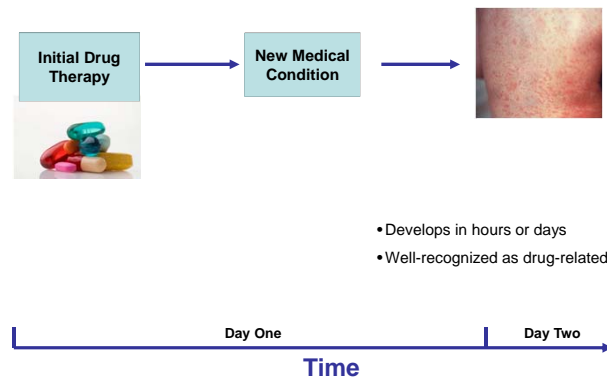 Initial Drug
Therapy
New Medical
Condition
• Develops in hours or days
• Well-recognized as drug-related
Day One
Day Two
Time